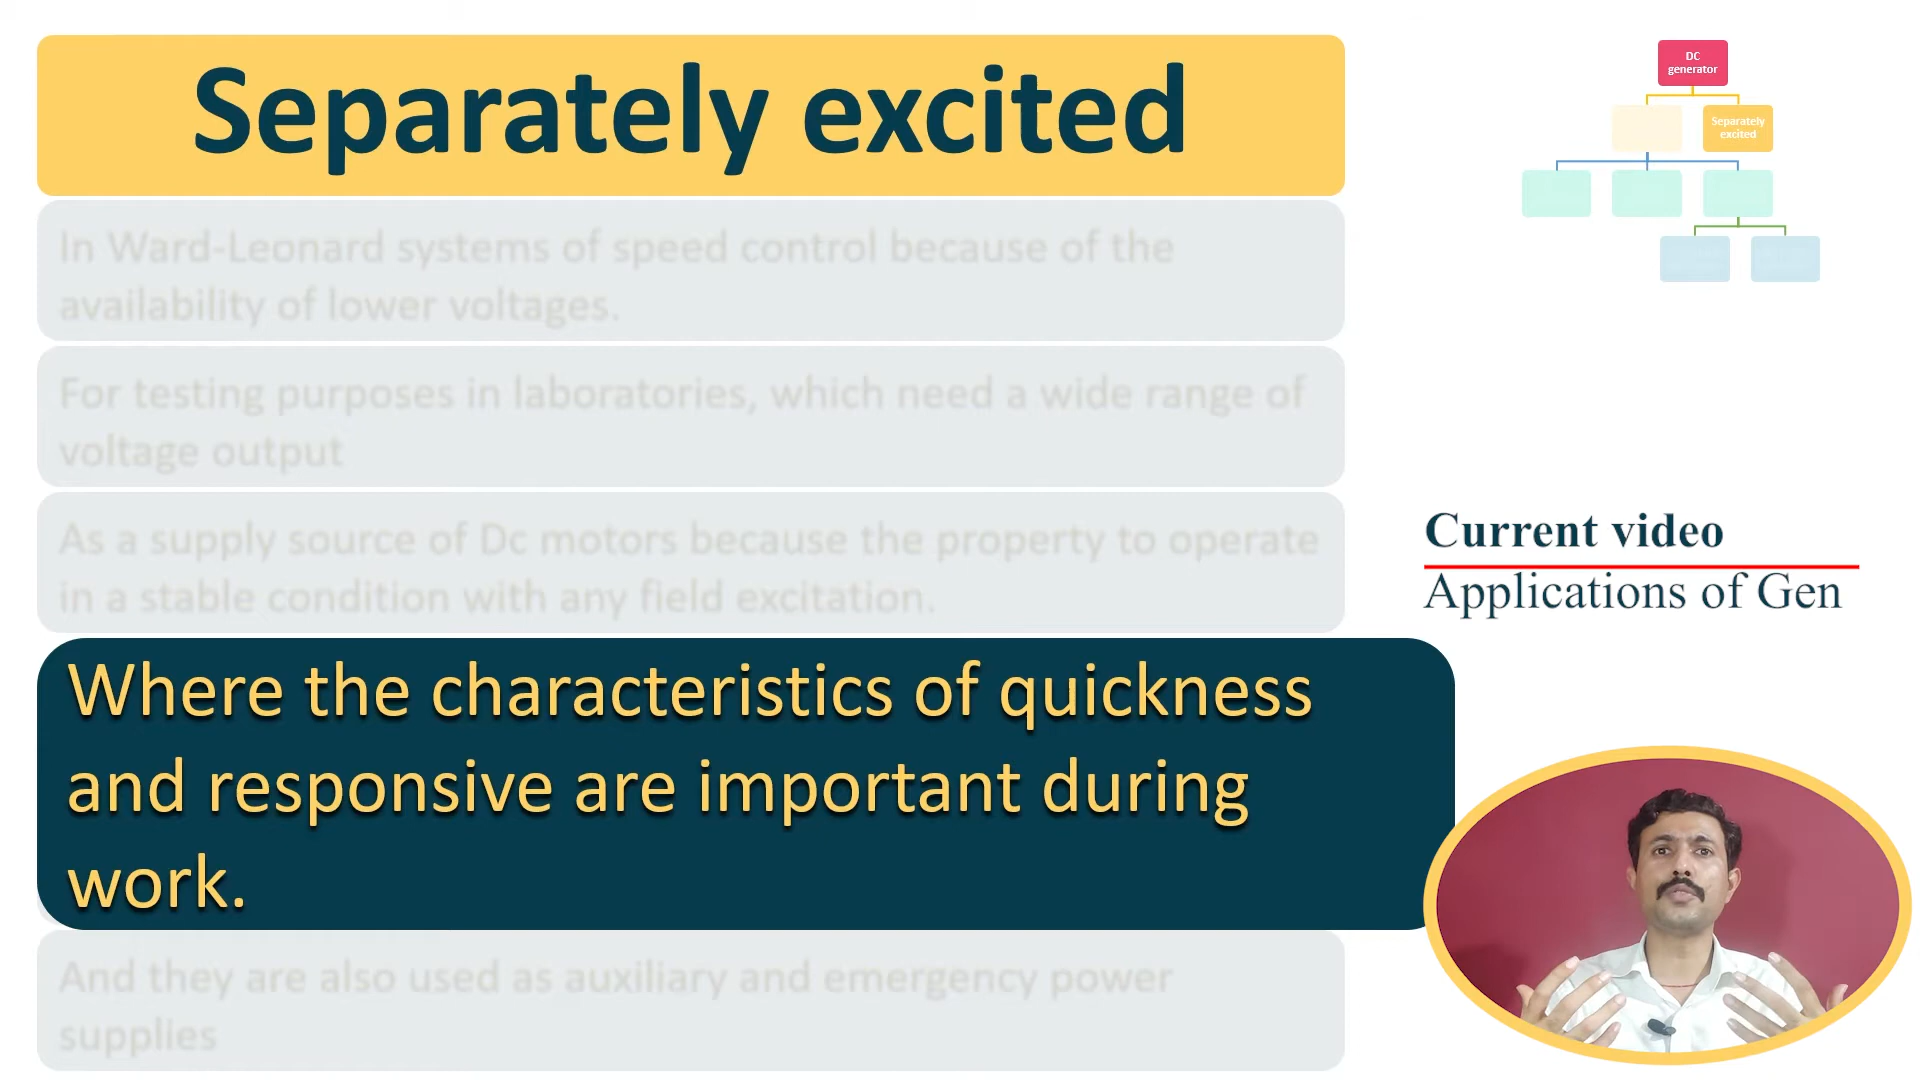 Separately excited
In Ward-Leonard systems of speed control because of the
availability of lower voltages.
For testing purposes in laboratories, which need a wide range of
voltage output
As a supply source of Dc motors because the property to operate
in a stable condition with any field excitation.
Where the characteristics of quickness
and responsive are important during
work.
And they are also used as auxiliary and emergency power
supplies
DC
generator
Separately
excited
Current video
Applications of Gen